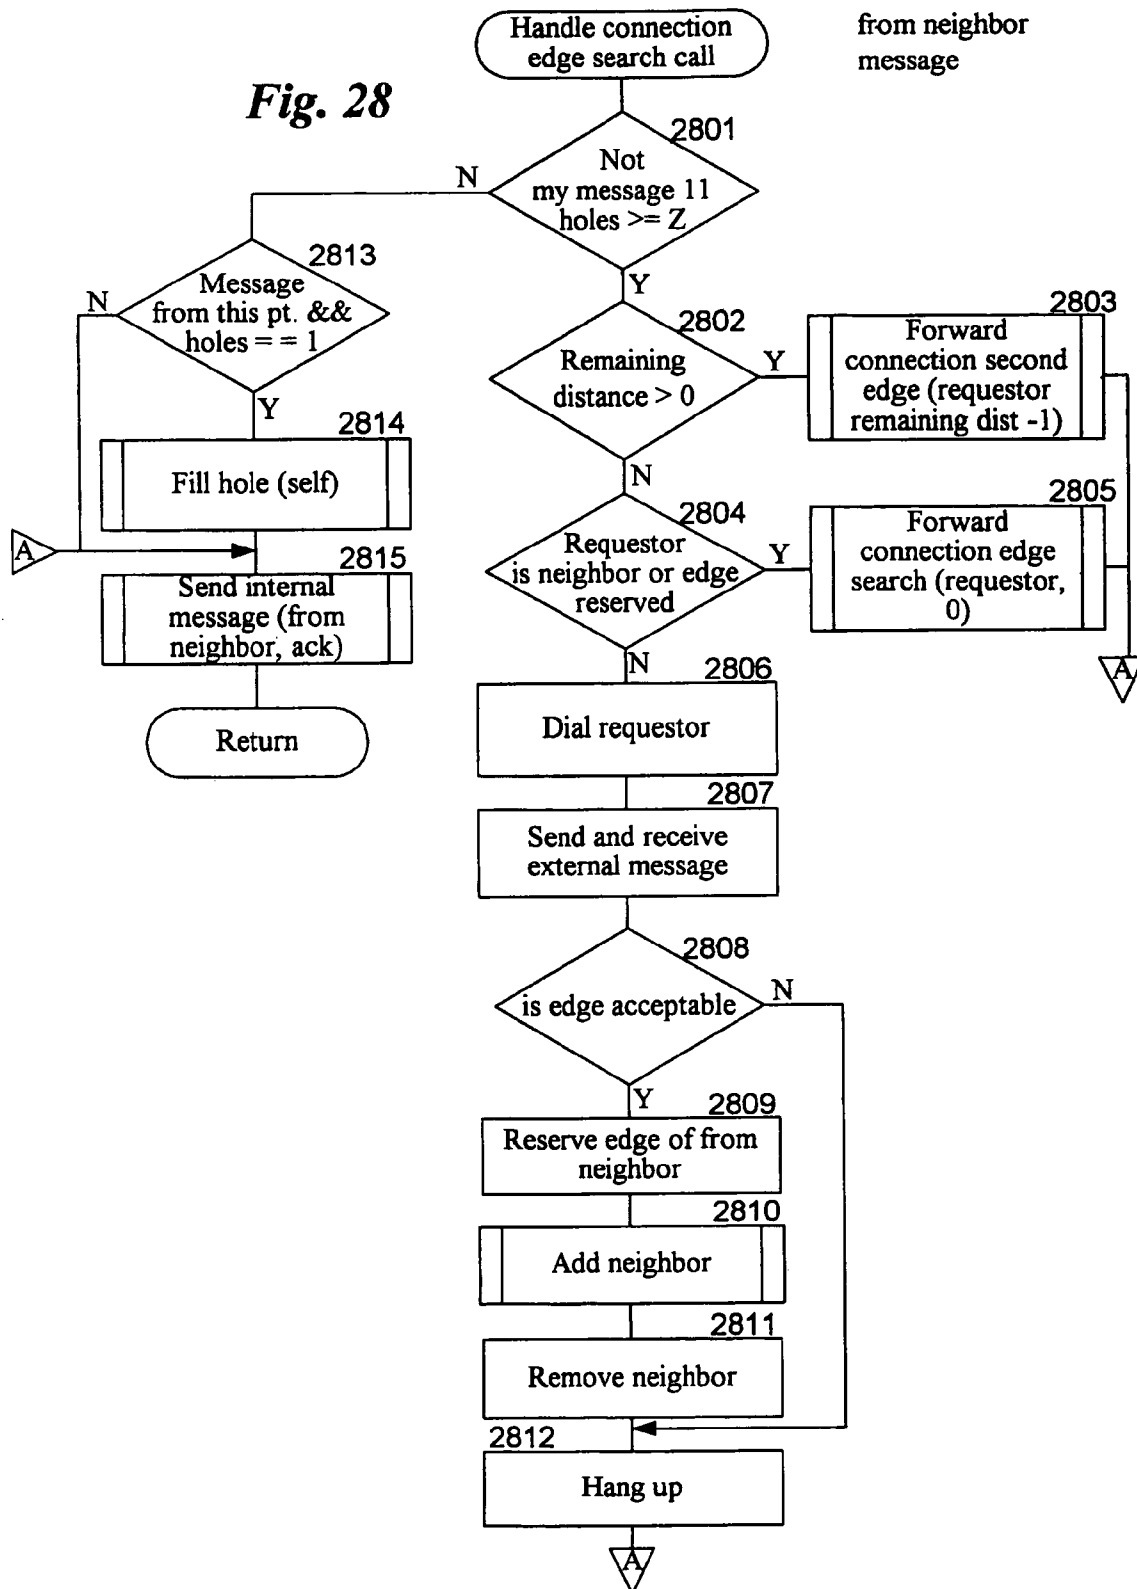 Handle connection
edge search call
from neighbor
message
Fig. 28
2801
Not
my message 11
holes >= Z
N
Y
2813
Message
from this pt. &&
holes = = 1
N
Y
2802
Remaining
distance > 0
Y
N
2803
Forward
connection second
edge (requestor
remaining dist -1)
2814
Fill hole (self)
2804
Requestor
is neighbor or edge
reserved
Y
N
2805
Forward
connection edge
search (requestor,
0)
A
2815
Send internal
message (from
neighbor, ack)
Return
A
2806
Dial requestor
2807
Send and receive
external message
2808
is edge acceptable
N
Y
2809
Reserve edge of from
neighbor
2810
Add neighbor
2811
Remove neighbor
2812
Hang up
A